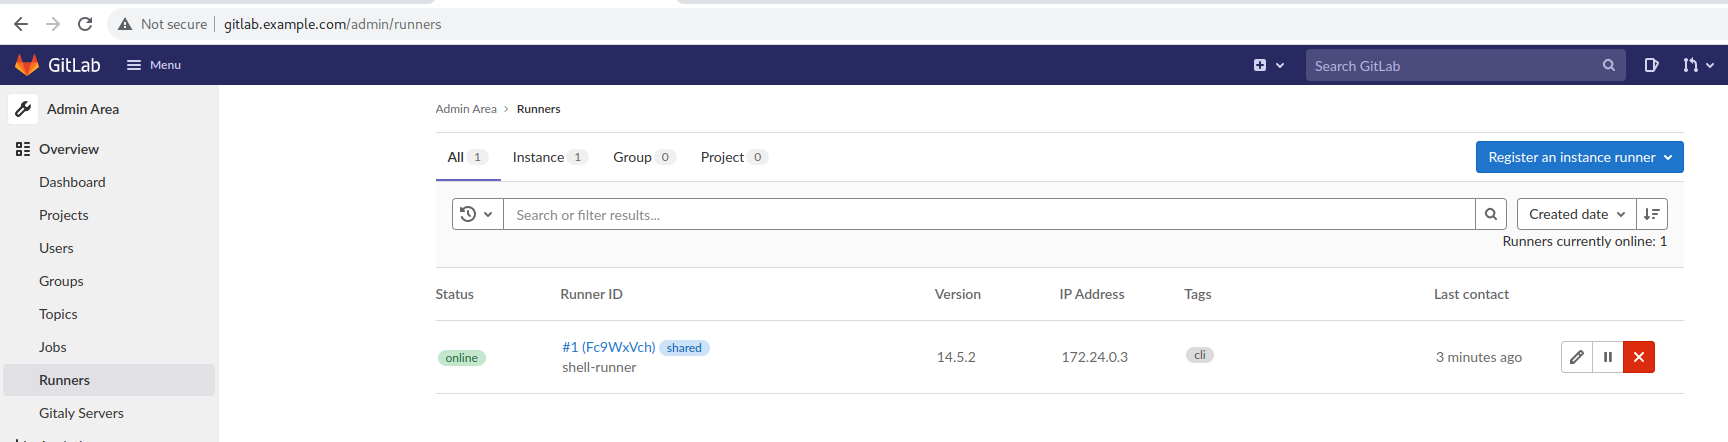 Not secure gitlab.example.com/admin/runners
GitLab Menu Search GitLab
Admin Area
Overview
Dashboard
Projects
Users
Groups
Topics
Jobs
Runners
Gitaly Servers
Admin Area › Runners
All 1 Instance 1 Group 0 Project 0 Register an instance runner
Search or filter results... Created date
Runners currently online: 1
Status Runner ID Version IP Address Tags Last contact
online #1 (Fc9WxVch) shared 14.5.2 172.24.0.3 cli 3 minutes ago
shell-runner